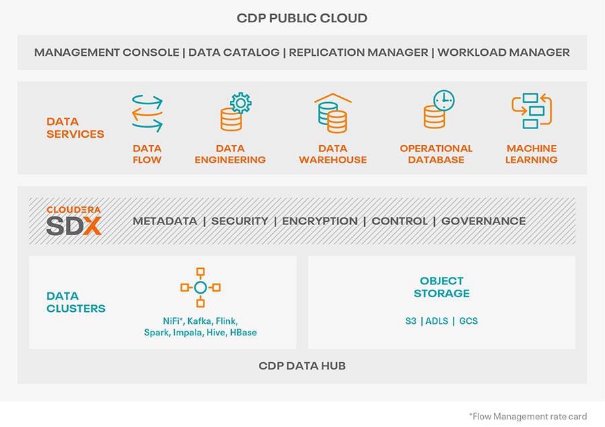 CDP PUBLIC CLOUD
MANAGEMENT CONSOLE | DATA CATALOG | REPLICATION MANAGER | WORKLOAD MANAGER
DATA
SERVICES
DATA
FLOW
DATA
ENGINEERING
DATA
WAREHOUSE
OPERATIONAL
DATABASE
MACHINE
LEARNING
CLOUDERA
SDX
METADATA | SECURITY | ENCRYPTION | CONTROL | GOVERNANCE
DATA
CLUSTERS
NiFi*, Kafka, Flink,
Spark, Impala, Hive, HBase
OBJECT
STORAGE
S3 | ADLS | GCS
CDP DATA HUB
*Flow Management rate card